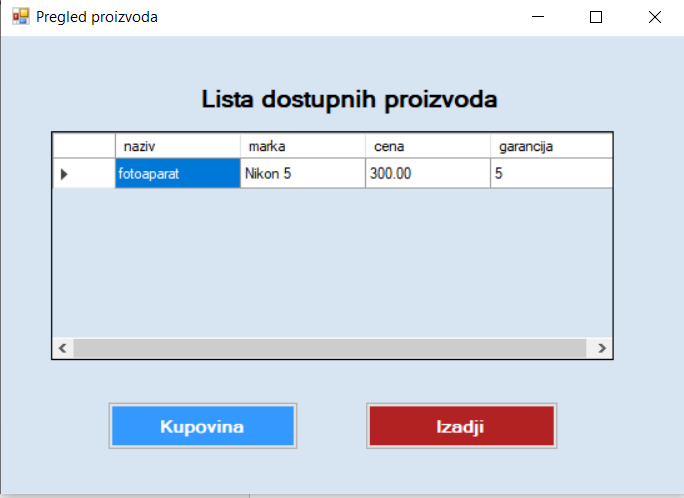 Pregled proizvoda
Lista dostupnih proizvoda
naziv marka cena garancija
fotoaparat Nikon 5 300.00 5
Kupovina Izadji